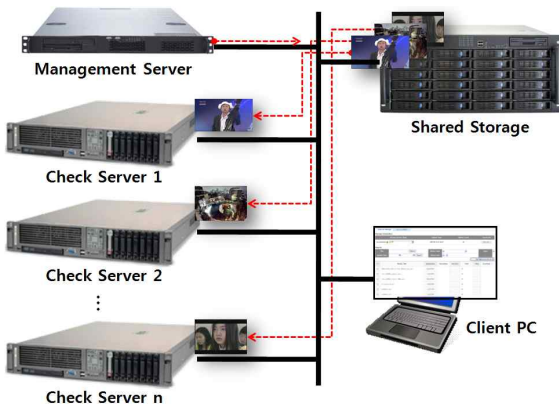 Management Server
Shared Storage
Check Server 1
Check Server 2
Client PC
Check Server n